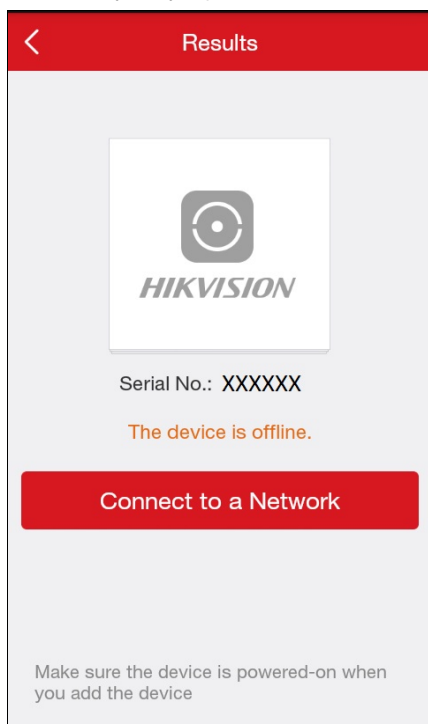 Results
HIKVISION
Serial No.: XXXXXX
The device is offline.
Connect to a Network
Make sure the device is powered-on when
you add the device